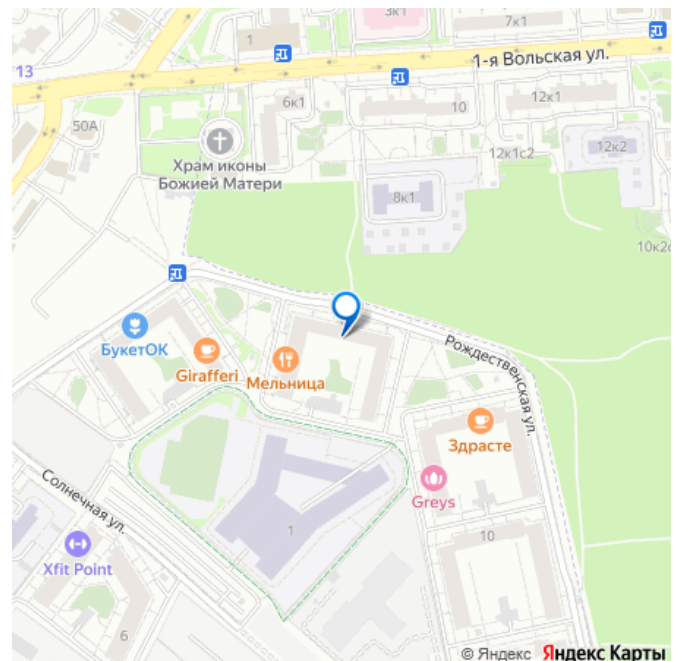 3к1
7к1
1
1-я Вольская ул.
13
6к1
10
12к1
50А
Храм иконы
Божией Матери
12к1с2
12к2
8к1
БукетОК
Girafferi
Мельница
Рождественская ул.
Здрасте
Greys
Солнечная ул.
1
10
Xfit Point
6
© Яндекс Яндекс Карты